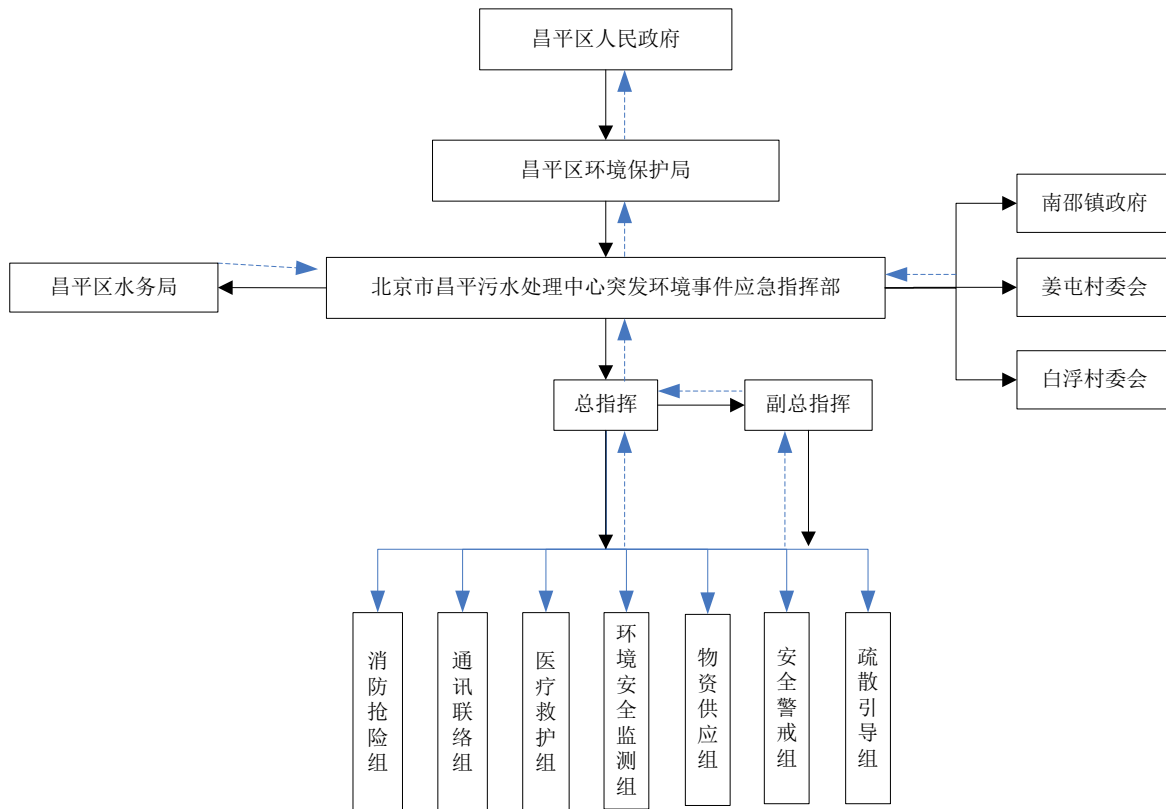 昌平区人民政府
昌平区环境保护局
南邵镇政府
昌平区水务局
北京市昌平污水处理中心突发环境事件应急指挥部
姜屯村委会
白浮村委会
总指挥
副总指挥
消防抢险组
通讯联络组
医疗救护组
环境安全监测组
物资供应组
安全警戒组
疏散引导组